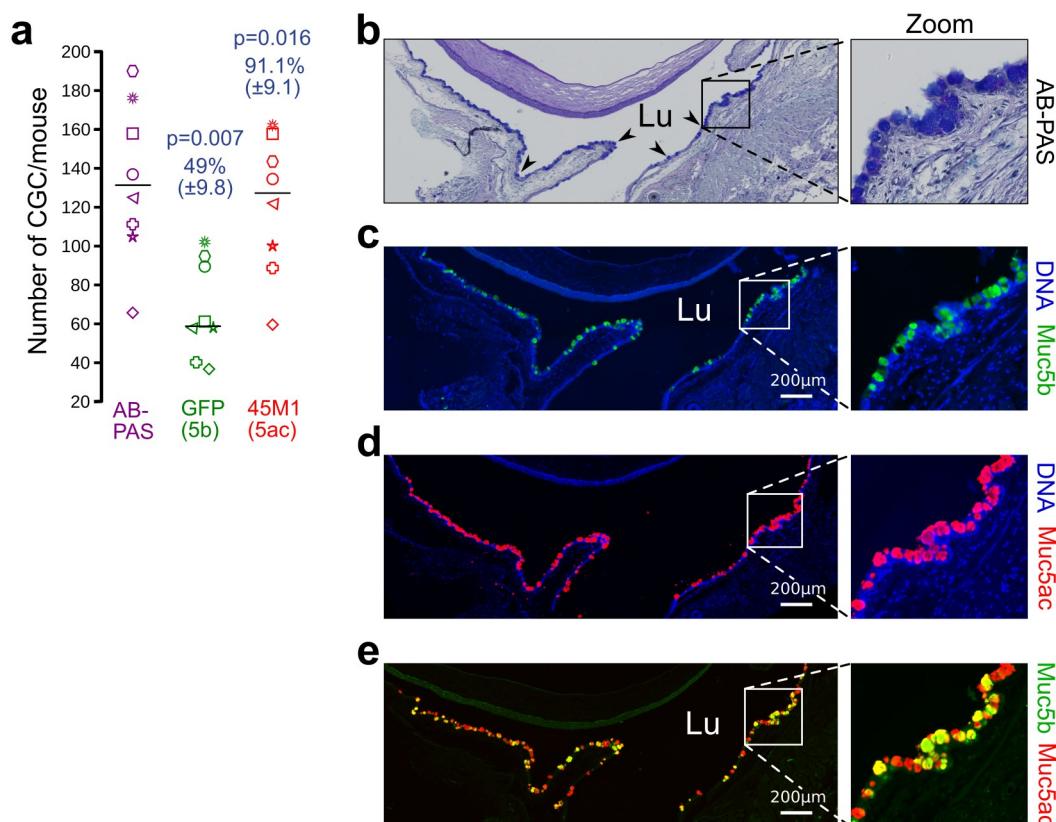 a
Number of CGC/mouse
200
180
160
140
120
100
80
60
40
20
p=0.007
49%
(±9.8)
p=0.016
91.1%
(±9.1)
AB-
PAS
GFP
(5b)
45M1
(5ac)
b
Lu
Zoom
AB-PAS
c
Lu
200µm
DNA Muc5b
d
200µm
DNA Muc5ac
e
Lu
200µm
Muc5b Muc5ac